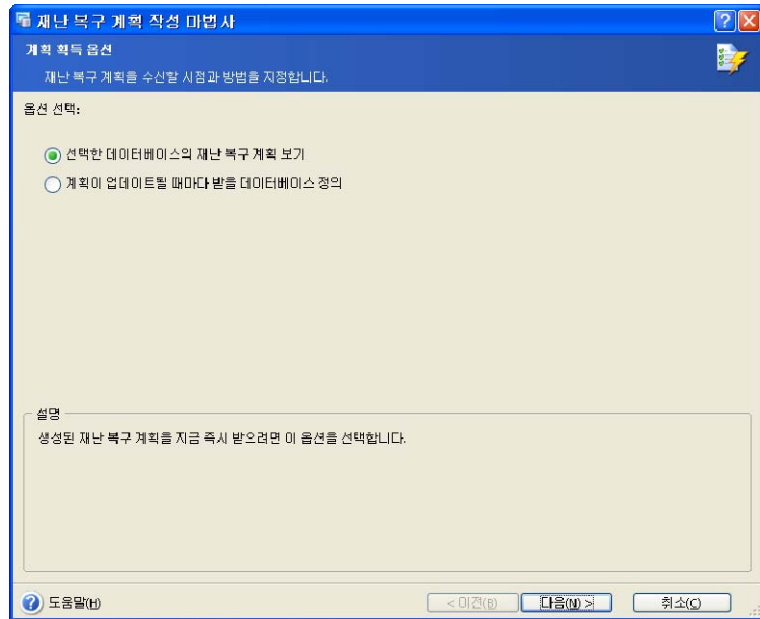 재난 복구 계획 작성 마법사
계획 획득 옵션
재난 복구 계획을 수신할 시점과 방법을 지정합니다.
옵션 선택:
선택한 데이터베이스의 재난 복구 계획 보기
계획이 업데이트될 때마다 받을 데이터베이스 정의
설명
생성된 재난 복구 계획을 지금 즉시 받으려면 이 옵션을 선택합니다.
도움말(H)
< 이전(B)
다음(N) >
취소(C)